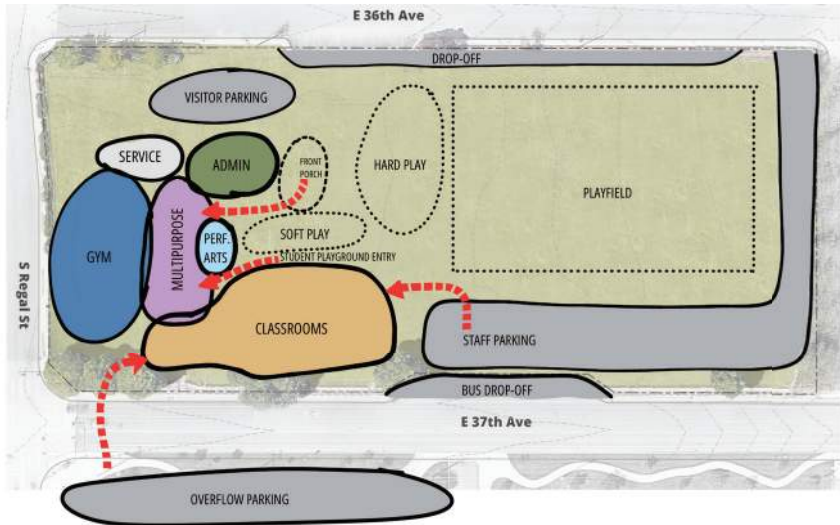 E 36th Ave
DROP-OFF
VISITOR PARKING
SERVICE
ADMIN
FRONT
PORCH
HARD PLAY
PLAYFIELD
GYM
MULTIPURPOSE
PERF.
ARTS
SOFT PLAY
STUDENT PLAYGROUND ENTRY
S Regal St
CLASSROOMS
STAFF PARKING
BUS DROP-OFF
E 37th Ave
OVERFLOW PARKING